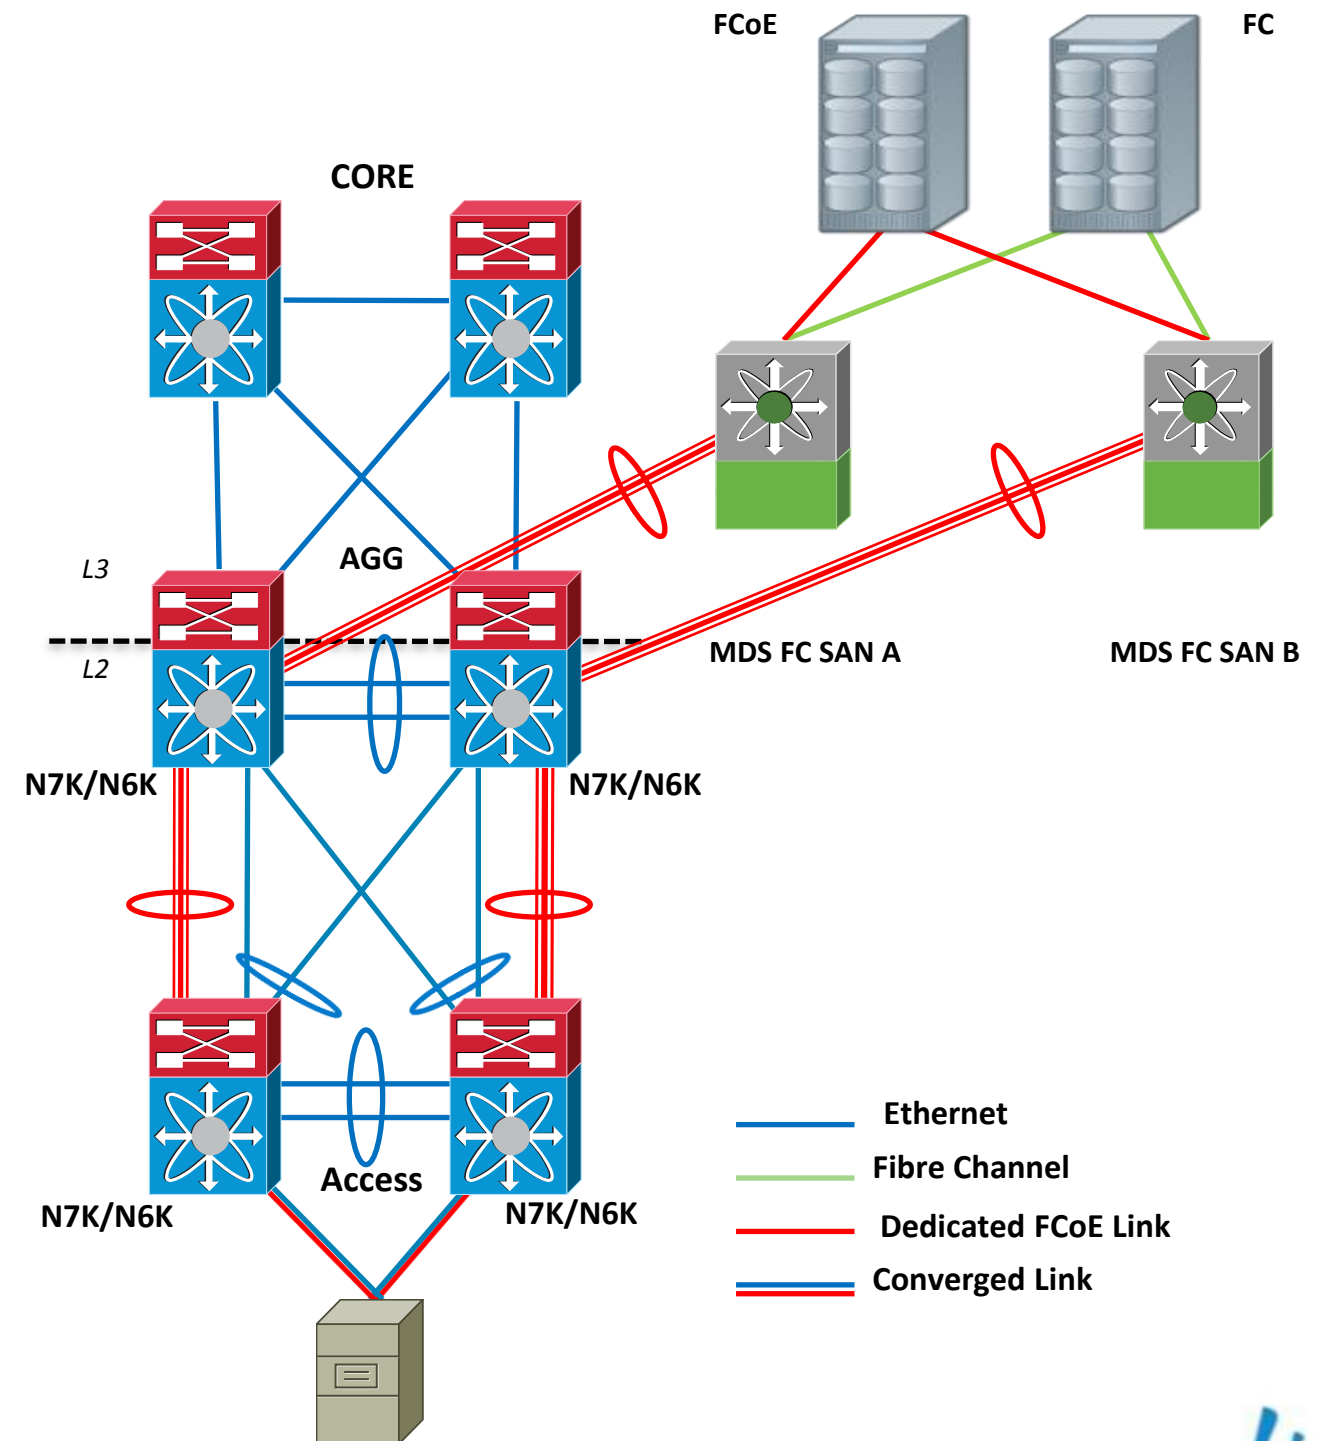 FCoE
FC
CORE
AGG
L3
L2
MDS FC SAN A
MDS FC SAN B
N7K/N6K
N7K/N6K
Ethernet
Fibre Channel
Access
N7K/N6K
N7K/N6K
Dedicated FCoE Link
Converged Link